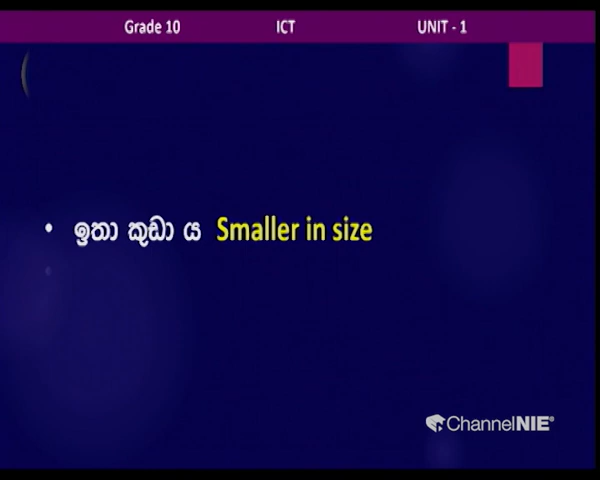 Grade 10 ICT UNIT - 1
• ඉතා කුඩා ය Smaller in size
ChannelNIE®